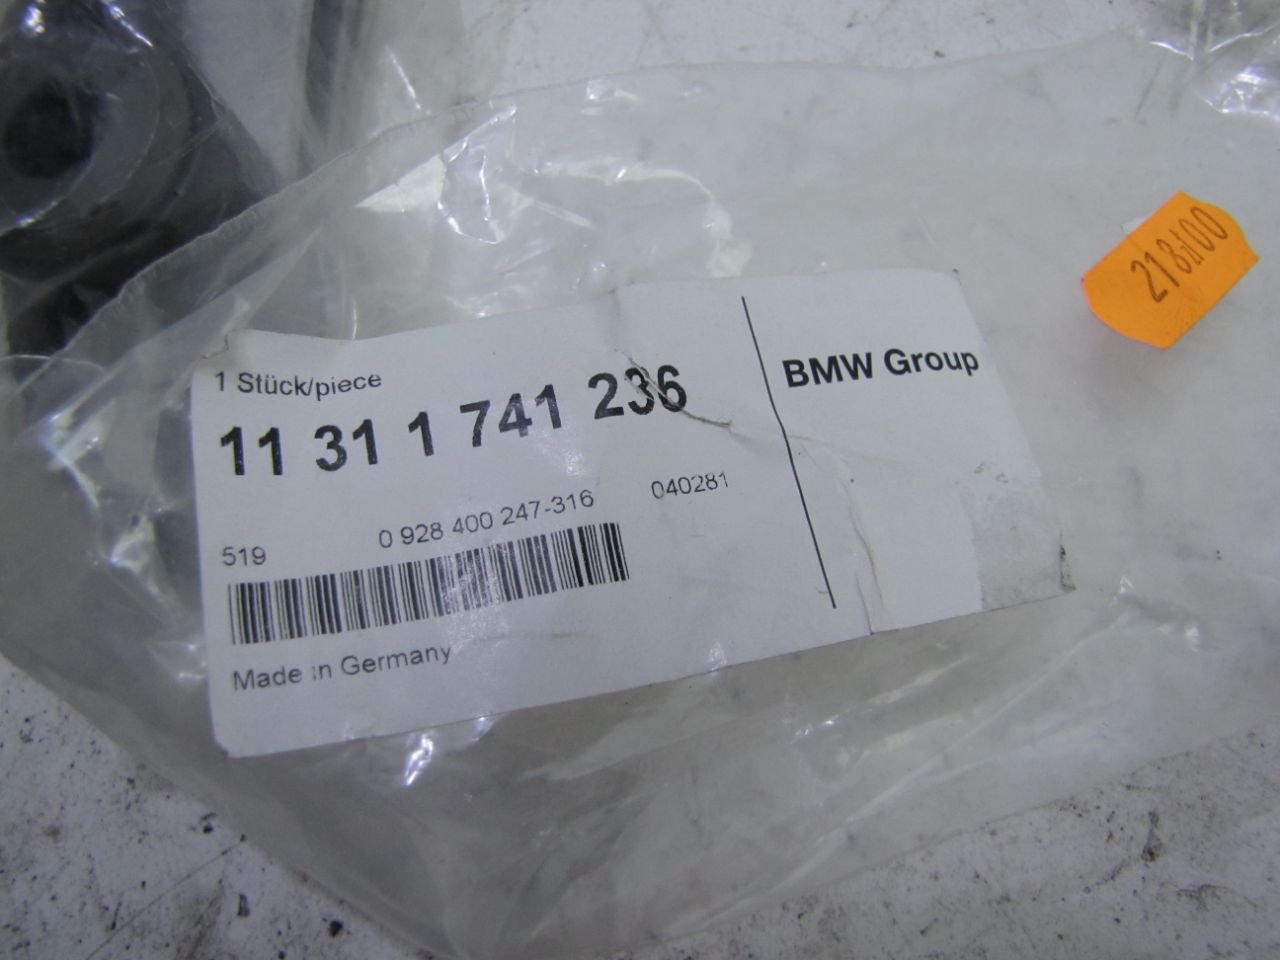 1 Stück/piece
11 31 1 741 236
BMW Group
0 928 400 247-316
040281
519
Made in Germany
218,00